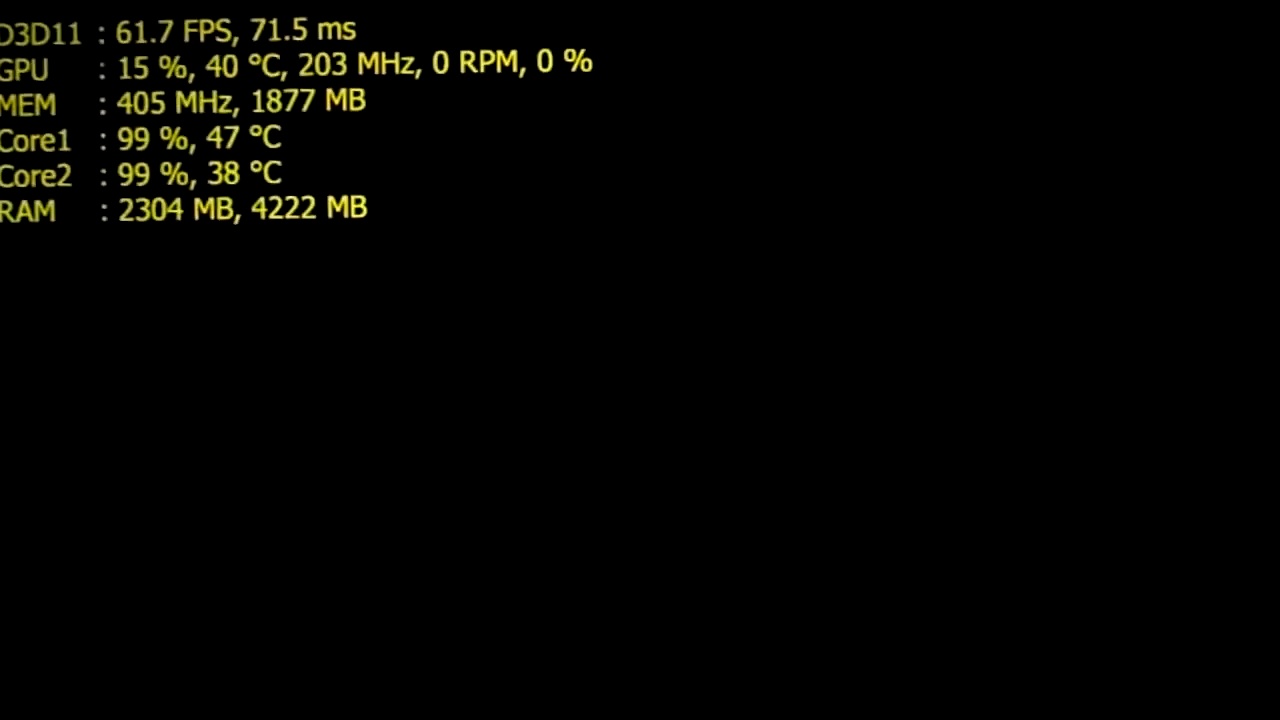 D3D11 : 61.7 FPS, 71.5 ms
GPU : 15 %, 40 °C, 203 MHz, 0 RPM, 0 %
MEM : 405 MHz, 1877 MB
Core1 : 99 %, 47 °C
Core2 : 99 %, 38 °C
RAM : 2304 MB, 4222 MB